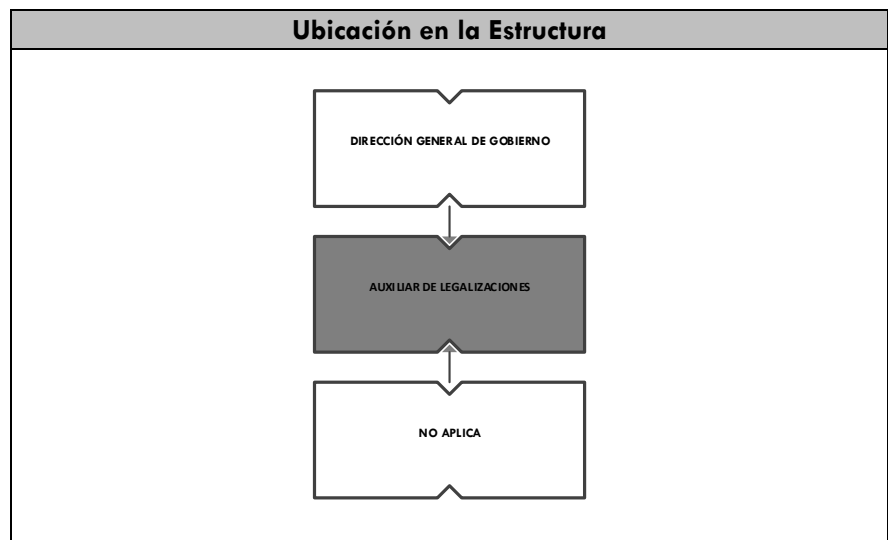 Ubicación en la Estructura
DIRECCIÓN GENERAL DE GOBIERNO
AUXILIAR DE LEGALIZACIONES
NO APLICA